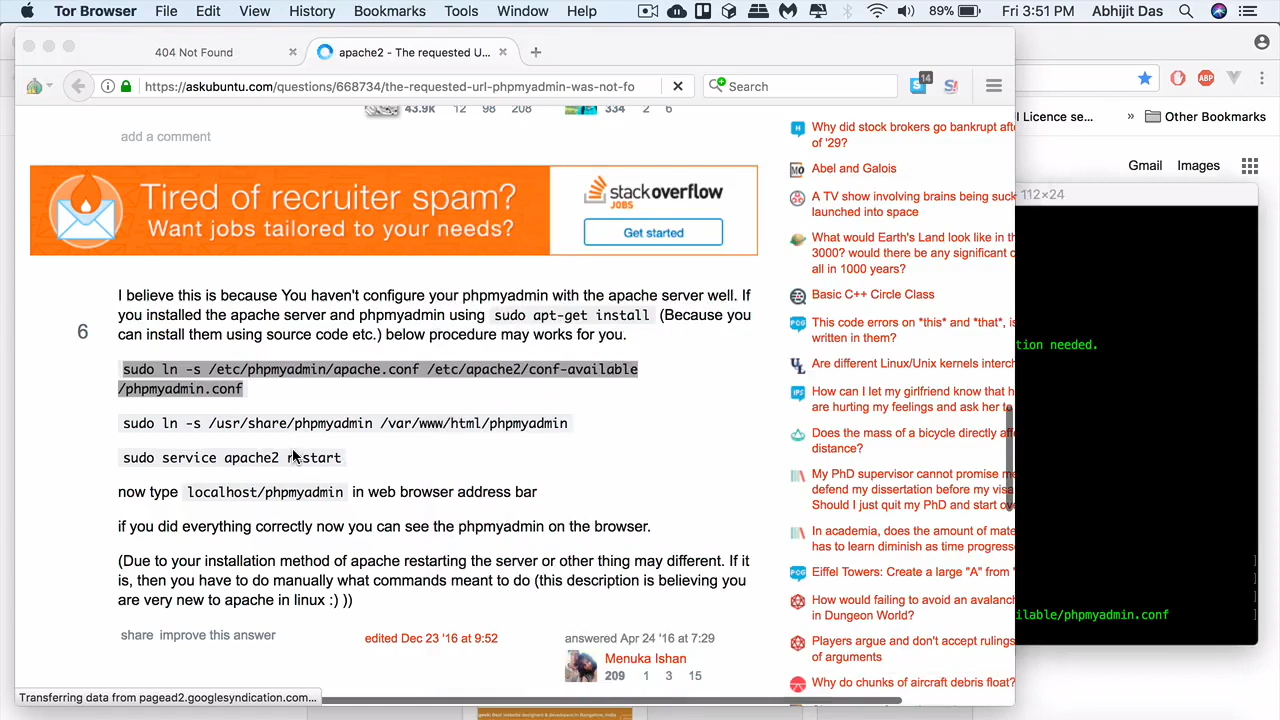 Tor Browser File Edit View History Bookmarks Tools Window Help 89% Fri 3:51 PM Abhijit Das
404 Not Found apache2 - The requested U...
https://askubuntu.com/questions/668734/the-requested-url-phpmyadmin-was-not-fo Search 14
ABP
l Licence se... » Other Bookmarks
Gmail Images
43.9k 12 98 208 334 2 6
add a comment
Tired of recruiter spam?
Want jobs tailored to your needs?
stack overflow
JOBS
Get started
I believe this is because You haven't configure your phpmyadmin with the apache server well. If
you installed the apache server and phpmyadmin using sudo apt-get install (Because you
can install them using source code etc.) below procedure may works for you.
6
sudo ln -s /etc/phpmyadmin/apache.conf /etc/apache2/conf-available
/phpmyadmin.conf
sudo ln -s /usr/share/phpmyadmin /var/www/html/phpmyadmin
sudo service apache2 restart
now type localhost/phpmyadmin in web browser address bar
if you did everything correctly now you can see the phpmyadmin on the browser.
(Due to your installation method of apache restarting the server or other thing may different. If it
is, then you have to do manually what commands meant to do (this description is believing you
are very new to apache in linux :) ))
share improve this answer
edited Dec 23 '16 at 9:52
answered Apr 24 '16 at 7:29
Menuka Ishan
209 1 3 15
Why did stock brokers go bankrupt afte
of '29?
Abel and Galois
A TV show involving brains being suck
launched into space
What would Earth's Land look like in th
3000? would there be any significant c
all in 1000 years?
Basic C++ Circle Class
This code errors on *this* and *that*, is
written in them?
Are different Linux/Unix kernels interch
How can I let my girlfriend know that h
are hurting my feelings and ask her to
Does the mass of a bicycle directly aff
distance?
My PhD supervisor cannot promise me
defend my dissertation before my visa
Should I just quit my PhD and start ove
In academia, does the amount of mate
has to learn diminish as time progresse
Eiffel Towers: Create a large "A" from "
How would failing to avoid an avalanch
in Dungeon World?
Players argue and don't accept rulings
of arguments
Why do chunks of aircraft debris float?
112×24
tion needed.
ilable/phpmyadmin.conf
Transferring data from pagead2.googlesyndication.com...